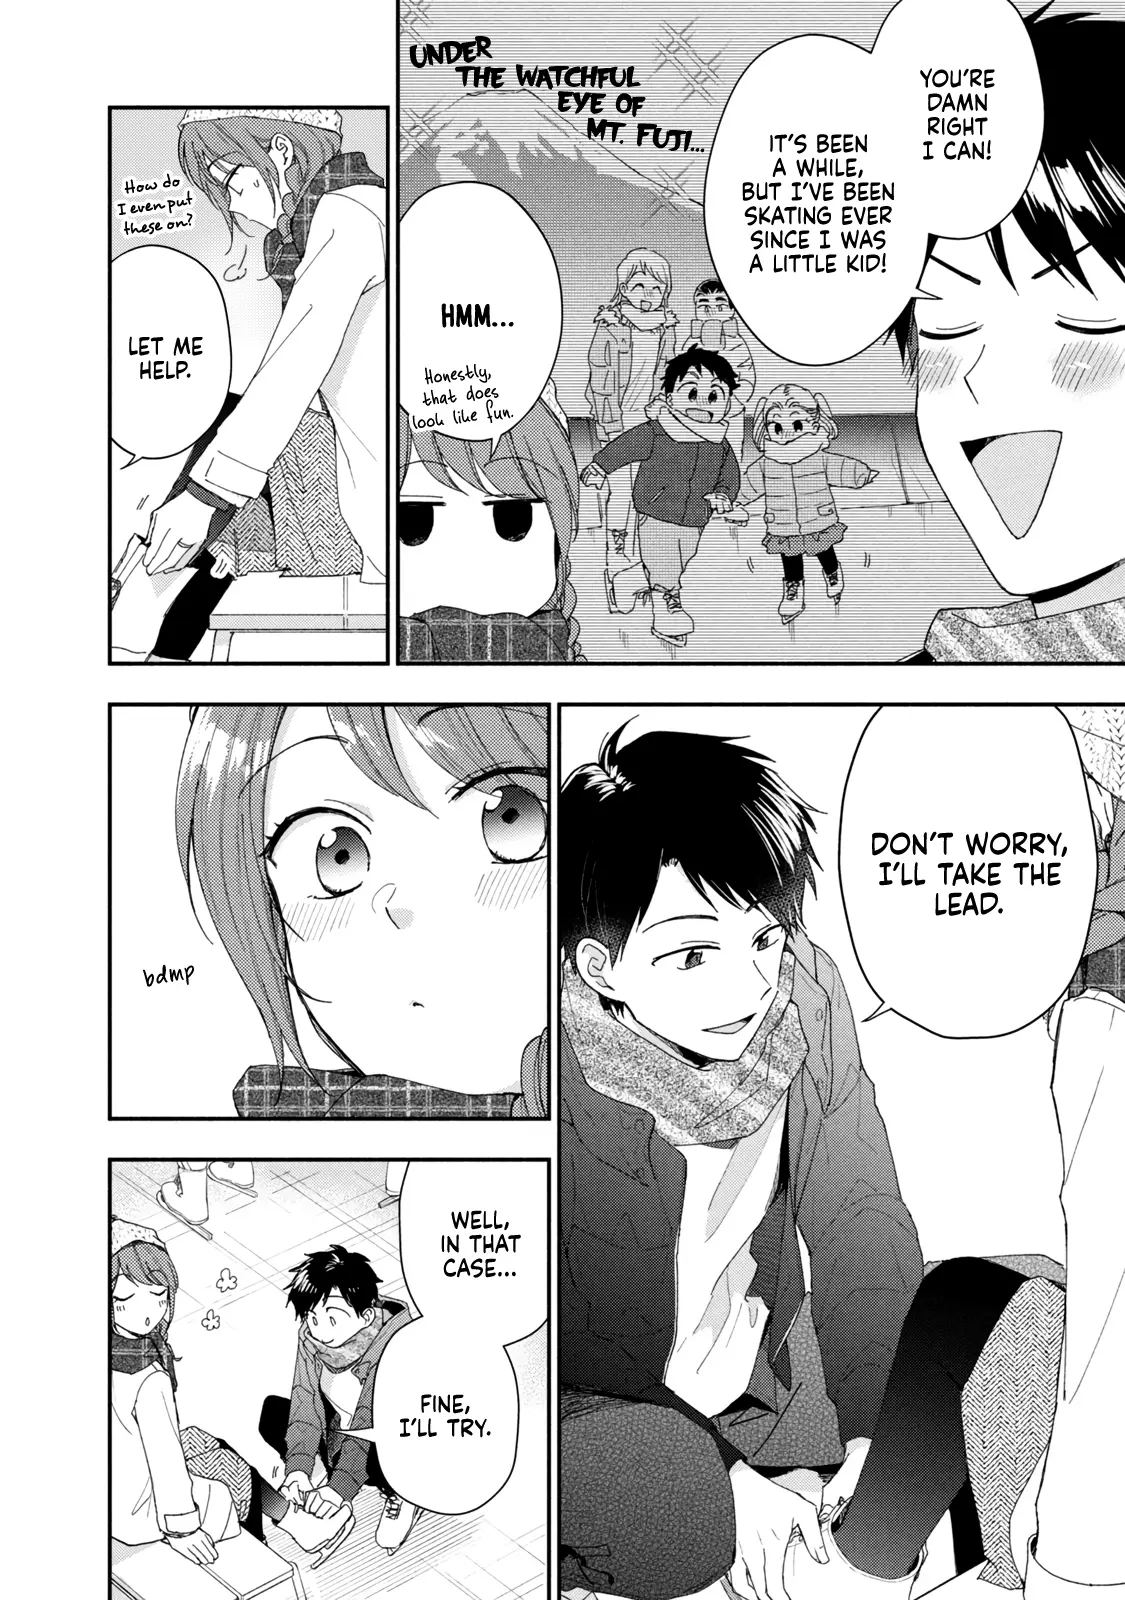 YOU'RE
DAMN
RIGHT
I CAN!
IT'S BEEN
A WHILE,
BUT I'VE BEEN
SKATING EVER
SINCE I WAS
A LITTLE KID!
UNDER
THE WATCHFUL
EYE OF
MT. FUJI...
HMM...
Honestly,
that does
look like fun.
How do
I even put
these on?
LET ME
HELP.
DON'T WORRY,
I'LL TAKE THE
LEAD.
bdmp
WELL,
IN THAT
CASE...
FINE,
I'LL TRY.